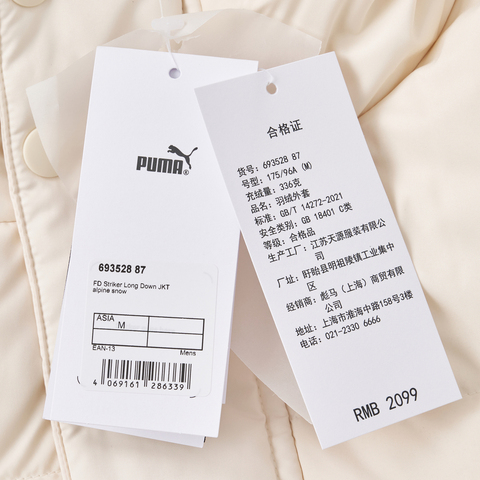 PUMA®
693528 87
FD Striker Long Down JKT
alpine snow
ASIA
M
EAN-13
Mens
4 069161 286339
合格证
货号：693528 87
号型：175/96A (M)
充绒量：336克
品名：羽绒外套
标准：GB/T 14272-2021
安全类别：GB 18401 C类
等级：合格品
生产工厂：江苏天源服装有限公司
厂址：盱眙县明祖陵镇工业集中
区
经销商：彪马（上海）商贸有限
公司
地址：上海市淮海中路158号3楼
电话：021-2330 6666
RMB 2099